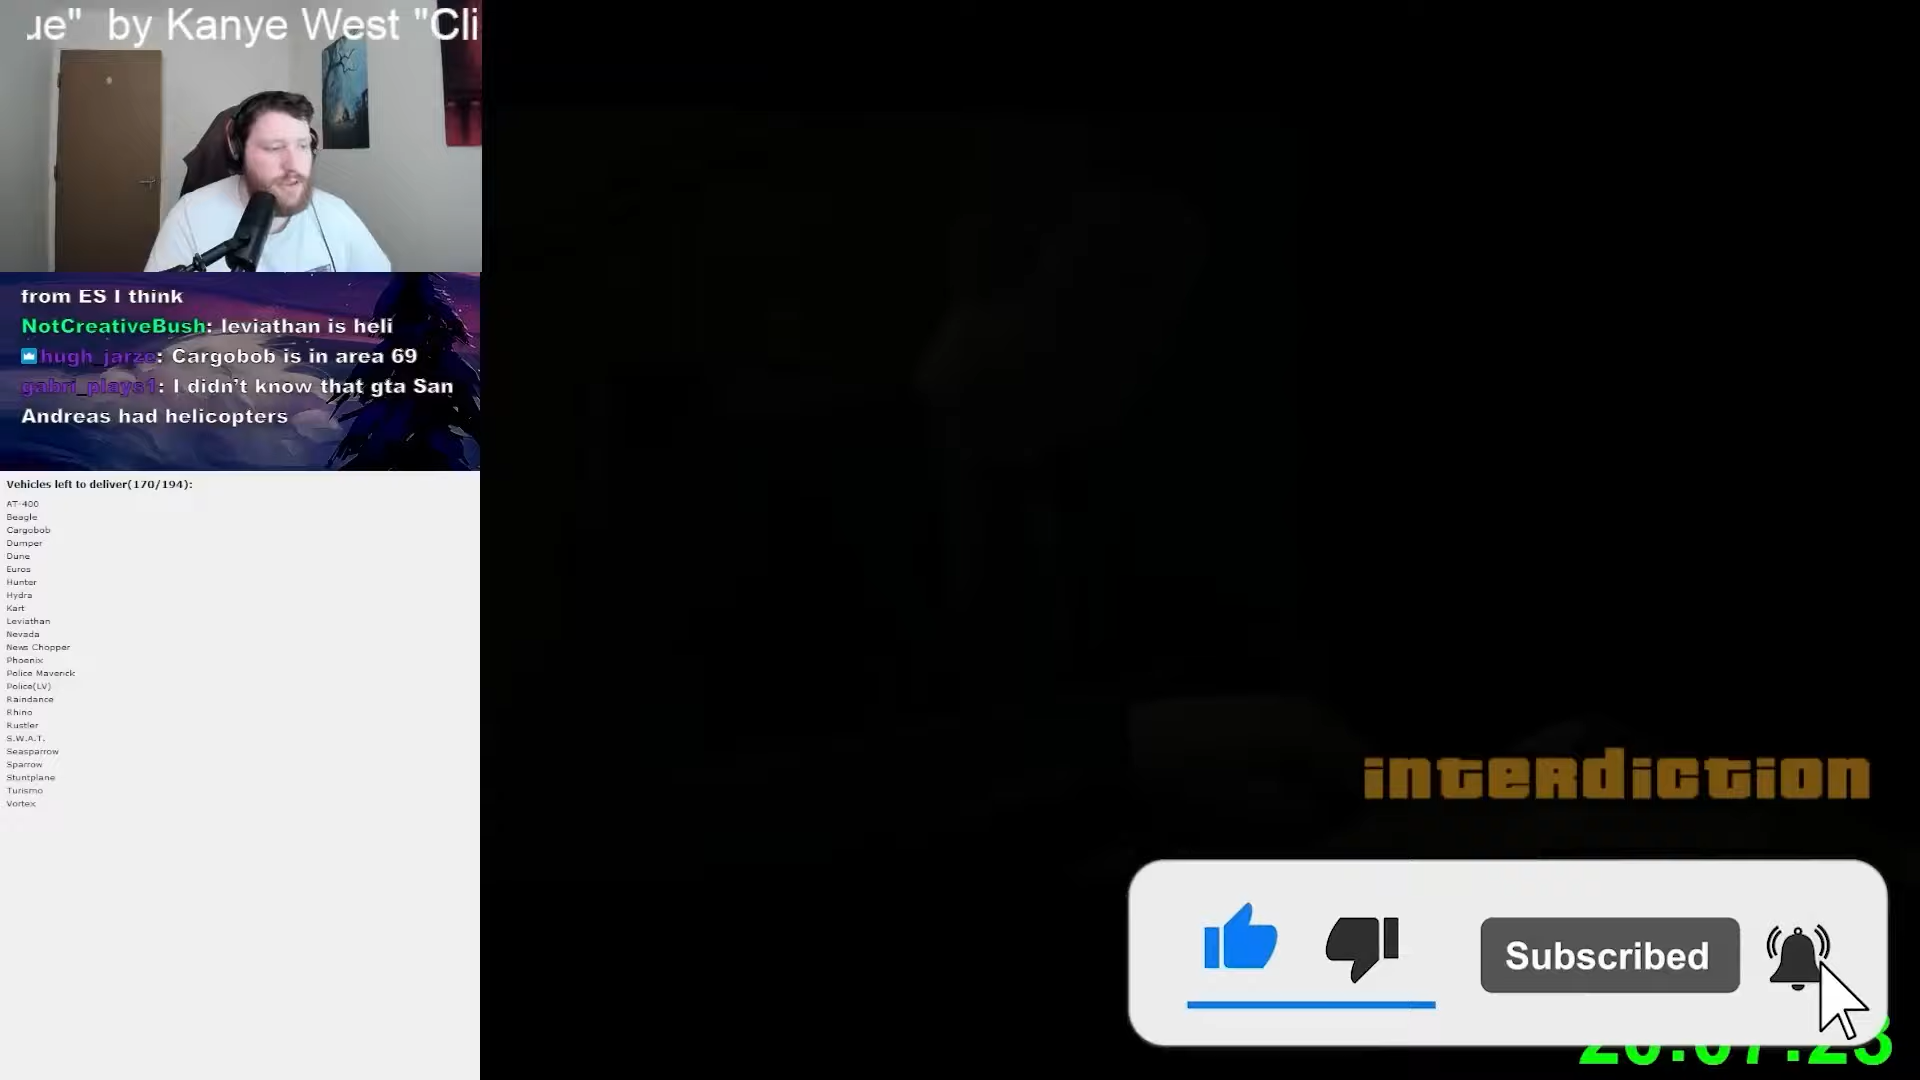 by Kanye West "Cli
from ES I think
NotCreativeBush: leviathan is heli
hugh_jarze: Cargobob is in area 69
gabri_plays1: I didn't know that gta San
Andreas had helicopters
Vehicles left to deliver(170/194):
AT-400
Beagle
Cargobob
Dumper
Dune
Euros
Hunter
Hydra
Kart
Leviathan
Nevada
News Chopper
Phoenix
Police Maverick
Police(LV)
Raindance
Rhino
Rustler
S.W.A.T.
Seasparrow
Sparrow
Stuntplane
Turismo
Vortex
interdiction
Subscribed